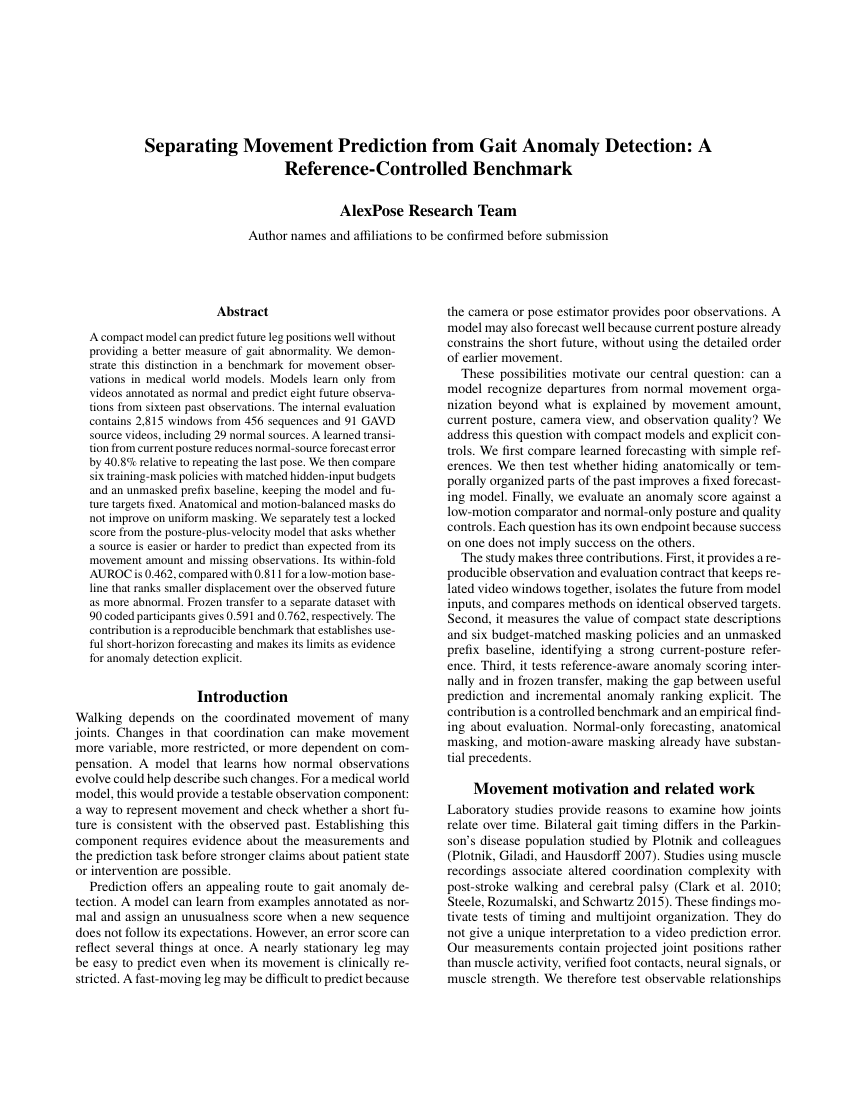 Separating Movement Prediction from Gait Anomaly Detection: A
Reference-Controlled Benchmark
AlexPose Research Team
Author names and affiliations to be confirmed before submission
Abstract
A compact model can predict future leg positions well without
providing a better measure of gait abnormality. We demon-
strate this distinction in a benchmark for movement obser-
vations in medical world models. Models learn only from
videos annotated as normal and predict eight future observa-
tions from sixteen past observations. The internal evaluation
contains 2,815 windows from 456 sequences and 91 GAVD
source videos, including 29 normal sources. A learned transi-
tion from current posture reduces normal-source forecast error
by 40.8% relative to repeating the last pose. We then compare
six training-mask policies with matched hidden-input budgets
and an unmasked prefix baseline, keeping the model and fu-
ture targets fixed. Anatomical and motion-balanced masks do
not improve on uniform masking. We separately test a locked
score from the posture-plus-velocity model that asks whether
a source is easier or harder to predict than expected from its
movement amount and missing observations. Its within-fold
AUROC is 0.462, compared with 0.811 for a low-motion base-
line that ranks smaller displacement over the observed future
as more abnormal. Frozen transfer to a separate dataset with
90 coded participants gives 0.591 and 0.762, respectively. The
contribution is a reproducible benchmark that establishes use-
ful short-horizon forecasting and makes its limits as evidence
for anomaly detection explicit.
Introduction
Walking depends on the coordinated movement of many
joints. Changes in that coordination can make movement
more variable, more restricted, or more dependent on com-
pensation. A model that learns how normal observations
evolve could help describe such changes. For a medical world
model, this would provide a testable observation component:
a way to represent movement and check whether a short fu-
ture is consistent with the observed past. Establishing this
component requires evidence about the measurements and
the prediction task before stronger claims about patient state
or intervention are possible.
Prediction offers an appealing route to gait anomaly de-
tection. A model can learn from examples annotated as nor-
mal and assign an unusualness score when a new sequence
does not follow its expectations. However, an error score can
reflect several things at once. A nearly stationary leg may
be easy to predict even when its movement is clinically re-
stricted. A fast-moving leg may be difficult to predict because
the camera or pose estimator provides poor observations. A
model may also forecast well because current posture already
constrains the short future, without using the detailed order
of earlier movement.
These possibilities motivate our central question: can a
model recognize departures from normal movement orga-
nization beyond what is explained by movement amount,
current posture, camera view, and observation quality? We
address this question with compact models and explicit con-
trols. We first compare learned forecasting with simple ref-
erences. We then test whether hiding anatomically or tem-
porally organized parts of the past improves a fixed forecast-
ing model. Finally, we evaluate an anomaly score against a
low-motion comparator and normal-only posture and quality
controls. Each question has its own endpoint because success
on one does not imply success on the others.
The study makes three contributions. First, it provides a re-
producible observation and evaluation contract that keeps re-
lated video windows together, isolates the future from model
inputs, and compares methods on identical observed targets.
Second, it measures the value of compact state descriptions
and six budget-matched masking policies and an unmasked
prefix baseline, identifying a strong current-posture refer-
ence. Third, it tests reference-aware anomaly scoring inter-
nally and in frozen transfer, making the gap between useful
prediction and incremental anomaly ranking explicit. The
contribution is a controlled benchmark and an empirical find-
ing about evaluation. Normal-only forecasting, anatomical
masking, and motion-aware masking already have substan-
tial precedents.
Movement motivation and related work
Laboratory studies provide reasons to examine how joints
relate over time. Bilateral gait timing differs in the Parkin-
son's disease population studied by Plotnik and colleagues
(Plotnik, Giladi, and Hausdorff 2007). Studies using muscle
recordings associate altered coordination complexity with
post-stroke walking and cerebral palsy (Clark et al. 2010;
Steele, Rozumalski, and Schwartz 2015). These findings mo-
tivate tests of timing and multijoint organization. They do
not give a unique interpretation to a video prediction error.
Our measurements contain projected joint positions rather
than muscle activity, verified foot contacts, neural signals, or
muscle strength. We therefore test observable relationships